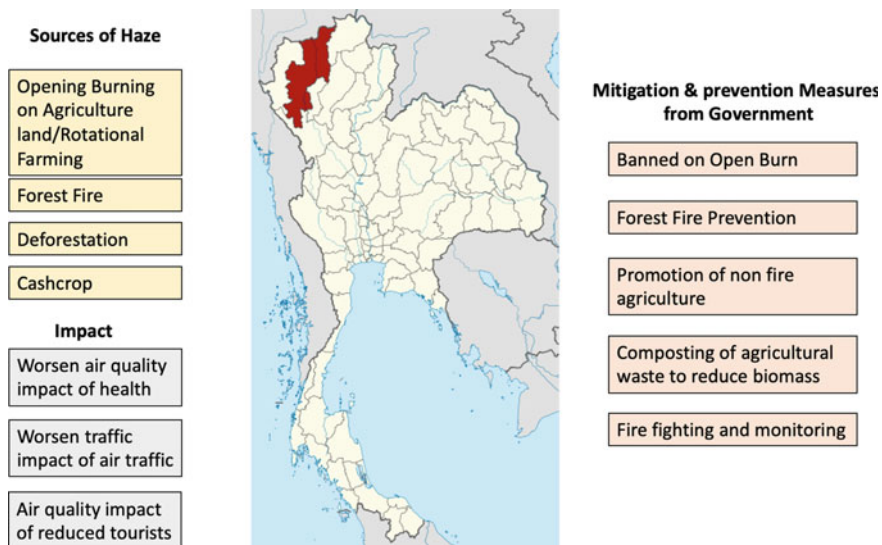 Sources of Haze
Opening Burning
on Agriculture
land/Rotational
Farming
Forest Fire
Deforestation
Cashcrop
Impact
Worsen air quality
impact of health
Worsen traffic
impact of air traffic
Air quality impact
of reduced tourists
Mitigation & prevention Measures
from Government
Banned on Open Burn
Forest Fire Prevention
Promotion of non fire
agriculture
Composting of agricultural
waste to reduce biomass
Fire fighting and monitoring